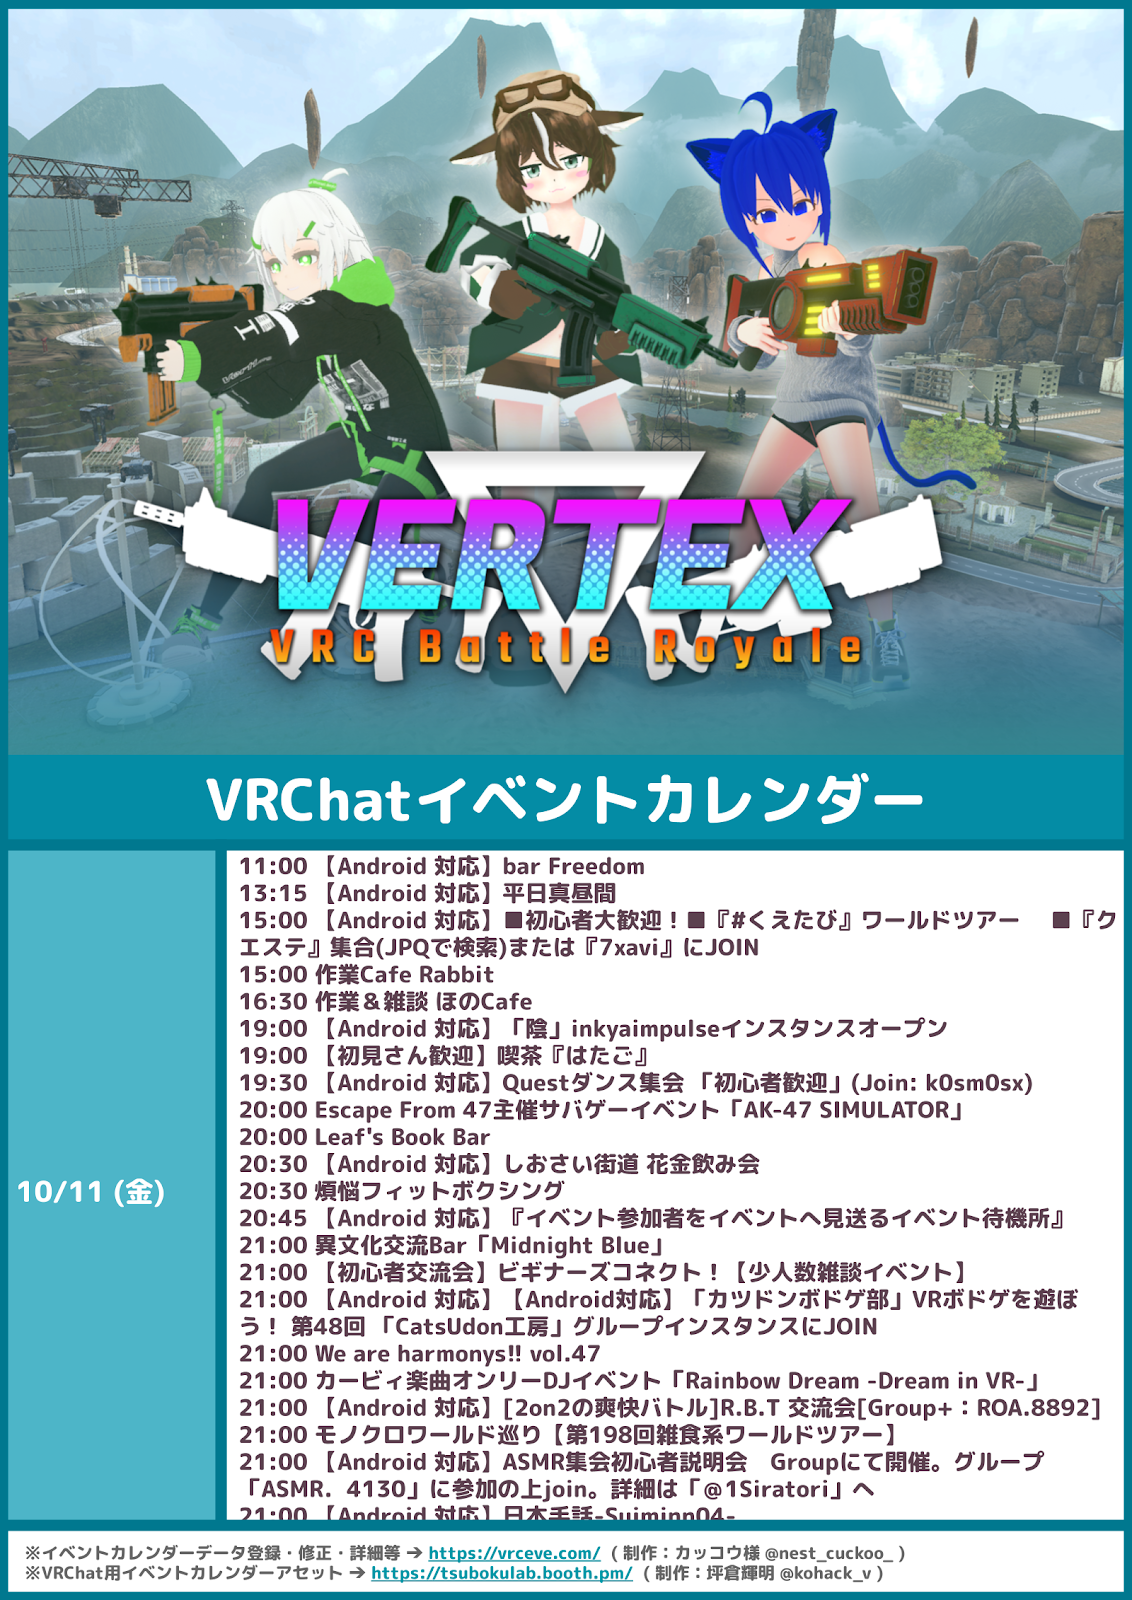 VERTEX
VRC Battle Royale
VRChatイベントカレンダー
10/11 (金)
11:00 【Android 対応】bar Freedom
13:15 【Android 対応】平日真昼間
15:00 【Android 対応】■初心者大歓迎！■『#くえたび』ワールドツアー　■『ク
エステ』集合(JPQで検索)または『7xavi』にJOIN
15:00 作業Cafe Rabbit
16:30 作業＆雑談 ほのCafe
19:00 【Android 対応】「陰」inkyaimpulseインスタンスオープン
19:00 【初見さん歓迎】喫茶『はたご』
19:30 【Android 対応】Questダンス集会 「初心者歓迎」(Join: k0sm0sx)
20:00 Escape From 47主催サバゲーイベント「AK-47 SIMULATOR」
20:00 Leaf's Book Bar
20:30 【Android 対応】しおさい街道 花金飲み会
20:30 煩悩フィットボクシング
20:45 【Android 対応】『イベント参加者をイベントへ見送るイベント待機所』
21:00 異文化交流Bar「Midnight Blue」
21:00 【初心者交流会】ビギナーズコネクト！【少人数雑談イベント】
21:00 【Android 対応】【Android対応】「カツドンボドゲ部」VRボドゲを遊ぼ
う！ 第48回 「CatsUdon工房」グループインスタンスにJOIN
21:00 We are harmonys!! vol.47
21:00 カービィ楽曲オンリーDJイベント「Rainbow Dream -Dream in VR-」
21:00 【Android 対応】[2on2の爽快バトル]R.B.T 交流会[Group+：ROA.8892]
21:00 モノクロワールド巡り【第198回雑食系ワールドツアー】
21:00 【Android 対応】ASMR集会初心者説明会　Groupにて開催。グループ
「ASMR．4130」に参加の上join。詳細は「@1Siratori」へ
21:00 【Android 対応】日本手話-Suiminn04-
※イベントカレンダーデータ登録・修正・詳細等 → https://vrceve.com/ ( 制作：カッコウ様 @nest_cuckoo_ )
※VRChat用イベントカレンダーアセット → https://tsubokulab.booth.pm/ ( 制作：坪倉輝明 @kohack_v )